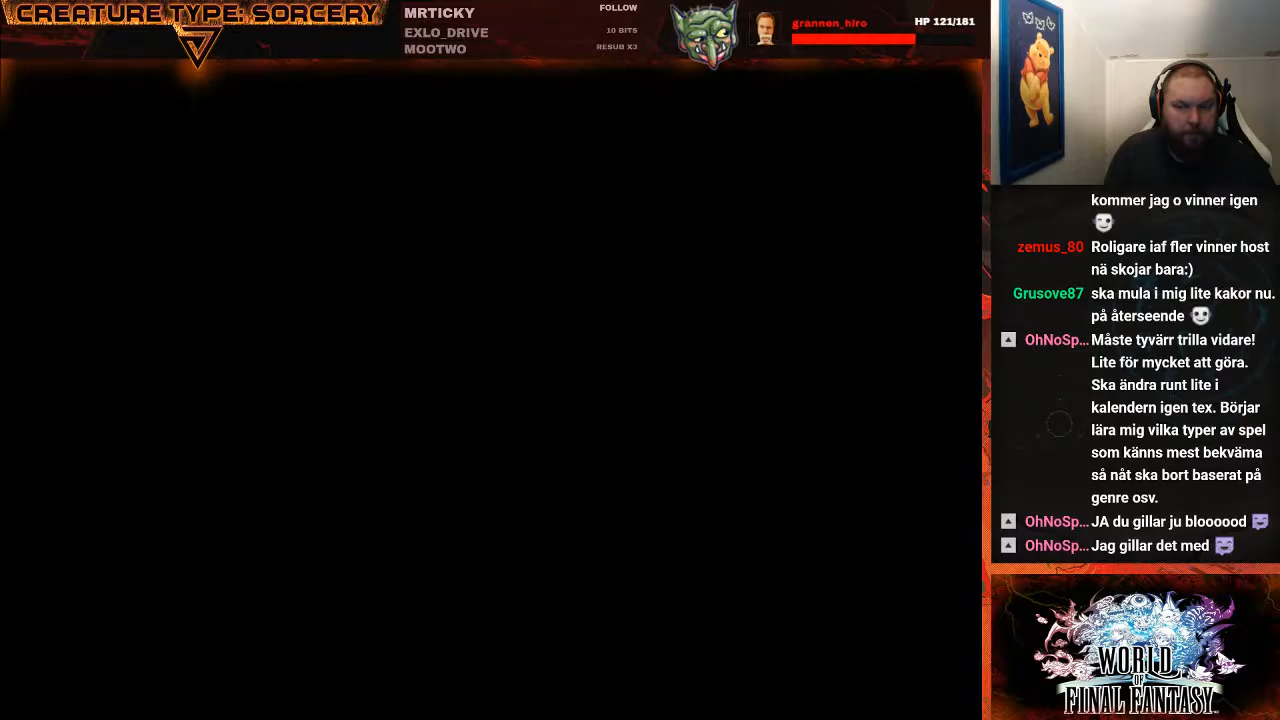 CREATURE TYPE: SORCERY
MRTICKY
FOLLOW
EXLO_DRIVE
10 BITS
MOOTWO
RESUB X3
grannen_hiro
HP 121/181
kommer jag o vinner igen
zemus_80 Roligare iaf fler vinner host
nä skojar bara:)
Grusove87 ska mula i mig lite kakor nu.
på återseende
OhNoSp... Måste tyvärr trilla vidare!
Lite för mycket att göra.
Ska ändra runt lite i
kalendern igen tex. Börjar
lära mig vilka typer av spel
som känns mest bekväma
så nåt ska bort baserat på
genre osv.
OhNoSp... JA du gillar ju bloooood
OhNoSp... Jag gillar det med
WORLD
OF
FINAL FANTASY